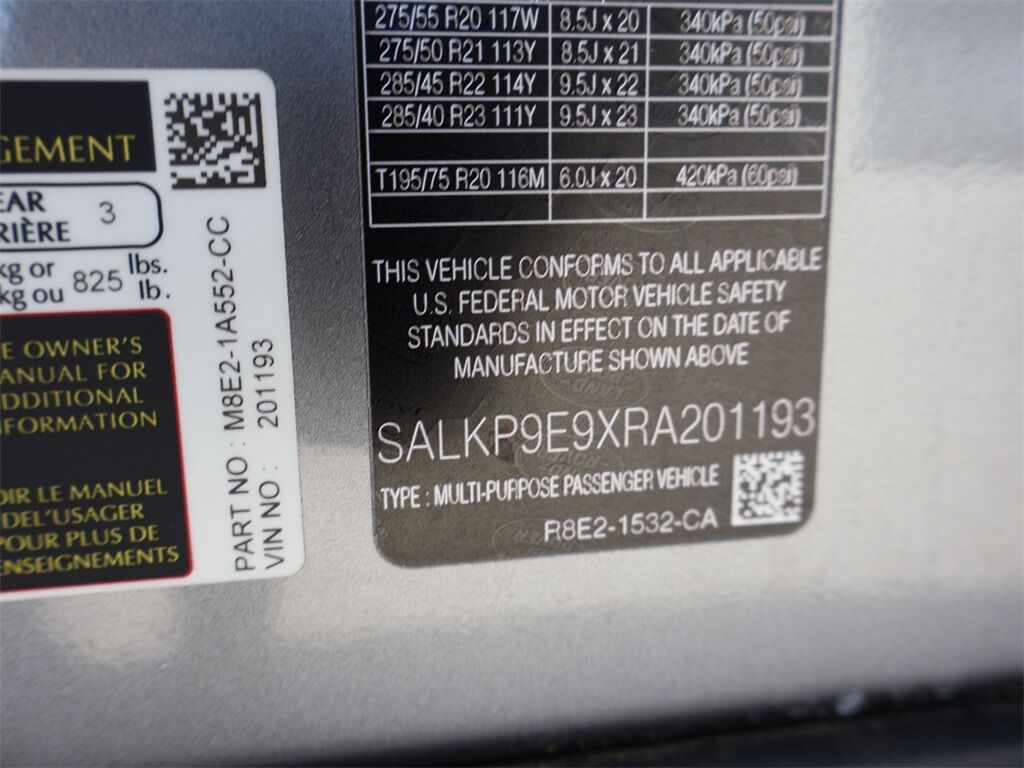 GEMENT
EAR
RIÈRE 3
kg or lbs.
kg ou 825 lb.
E OWNER'S
ANUAL FOR
DDITIONAL
NFORMATION
OIR LE MANUEL
DEL'USAGER
POUR PLUS DE
ENSEIGNEMENTS
PART NO : M8E2-1A552-CC
VIN NO : 201193
275/55 R20 117W 8.5J x 20 340kPa (50psi)
275/50 R21 113Y 8.5J x 21 340kPa (50psi)
285/45 R22 114Y 9.5J x 22 340kPa (50psi)
285/40 R23 111Y 9.5J x 23 340kPa (50psi)
T195/75 R20 116M 6.0J x 20 420kPa (60psi)
THIS VEHICLE CONFORMS TO ALL APPLICABLE
U.S. FEDERAL MOTOR VEHICLE SAFETY
STANDARDS IN EFFECT ON THE DATE OF
MANUFACTURE SHOWN ABOVE
SALKP9E9XRA201193
TYPE : MULTI-PURPOSE PASSENGER VEHICLE
R8E2-1532-CA